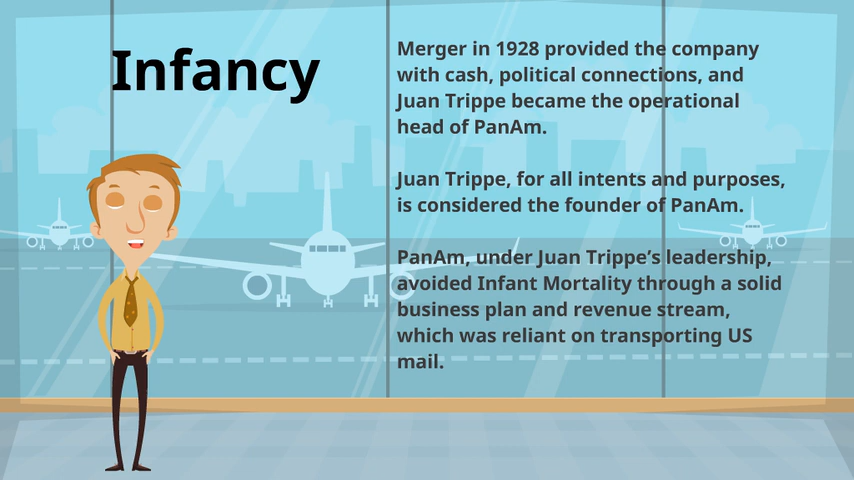 Infancy
Merger in 1928 provided the company
with cash, political connections, and
Juan Trippe became the operational
head of PanAm.
Juan Trippe, for all intents and purposes,
is considered the founder of PanAm.
PanAm, under Juan Trippe’s leadership,
avoided Infant Mortality through a solid
business plan and revenue stream,
which was reliant on transporting US
mail.